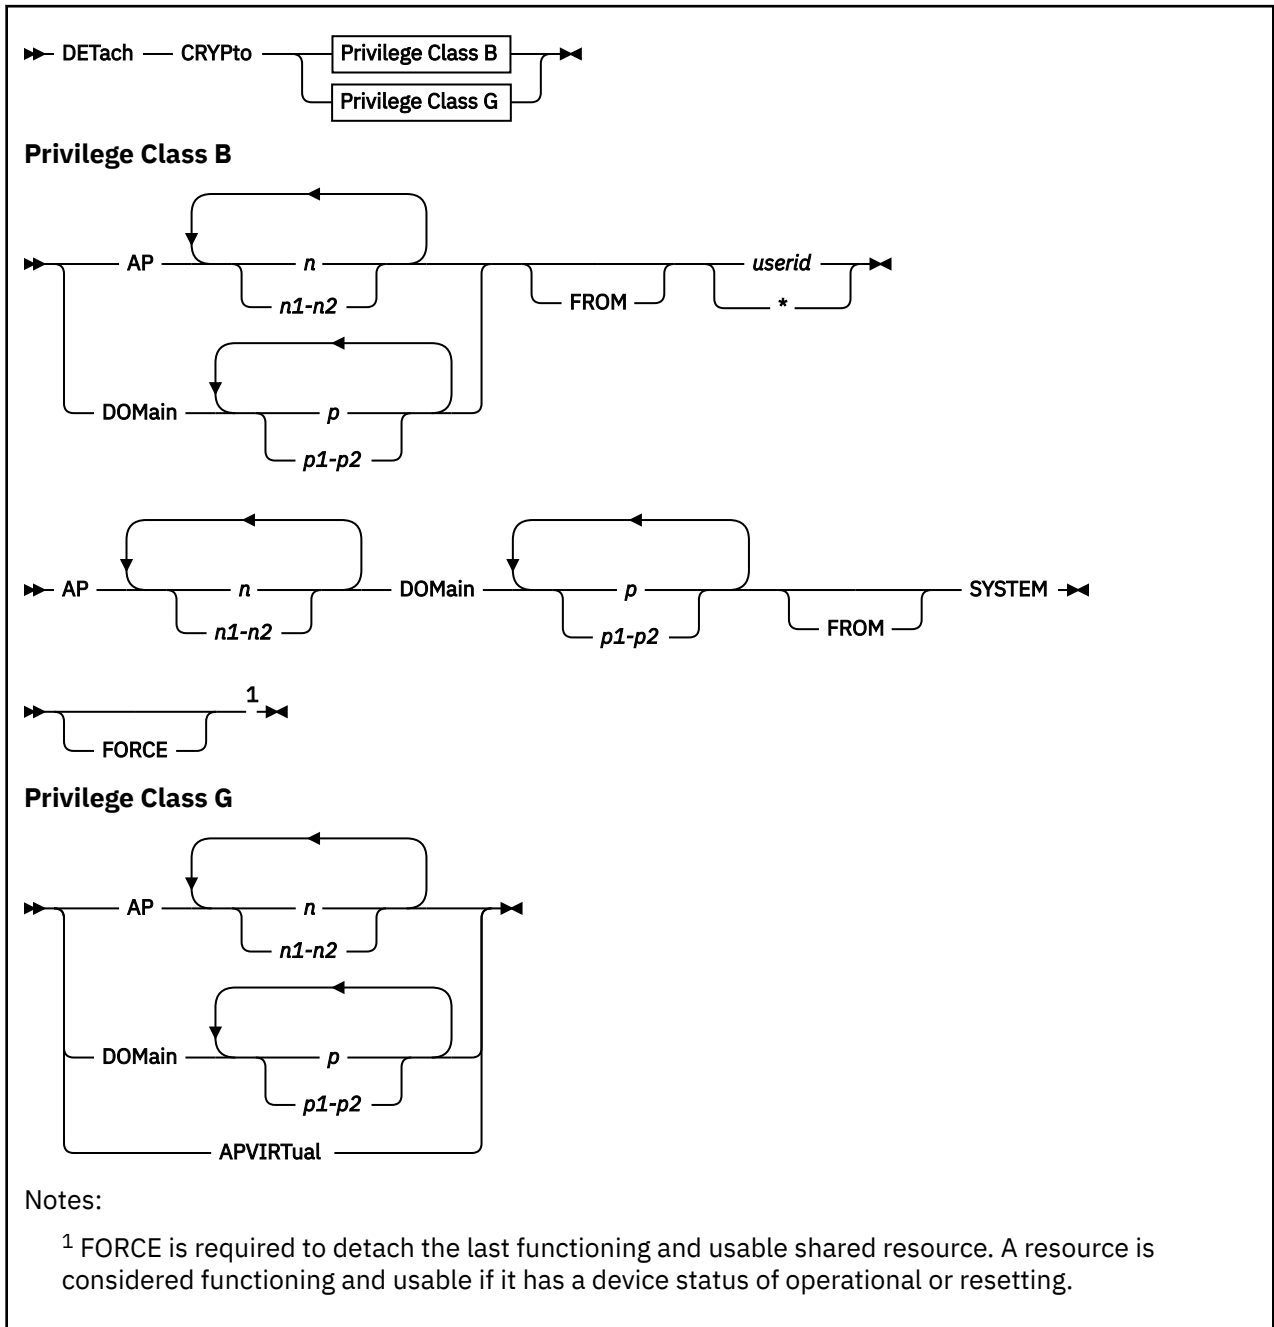 DETach CRYPto Privilege Class B
Privilege Class G
Privilege Class B
AP n userid
n1-n2 FROM *
DOMain p
p1-p2
AP n DOMain p SYSTEM
n1-n2 p1-p2 FROM
1
FORCE
Privilege Class G
AP n
n1-n2
DOMain p
p1-p2
APVIRTual
Notes:
1 FORCE is required to detach the last functioning and usable shared resource. A resource is
considered functioning and usable if it has a device status of operational or resetting.